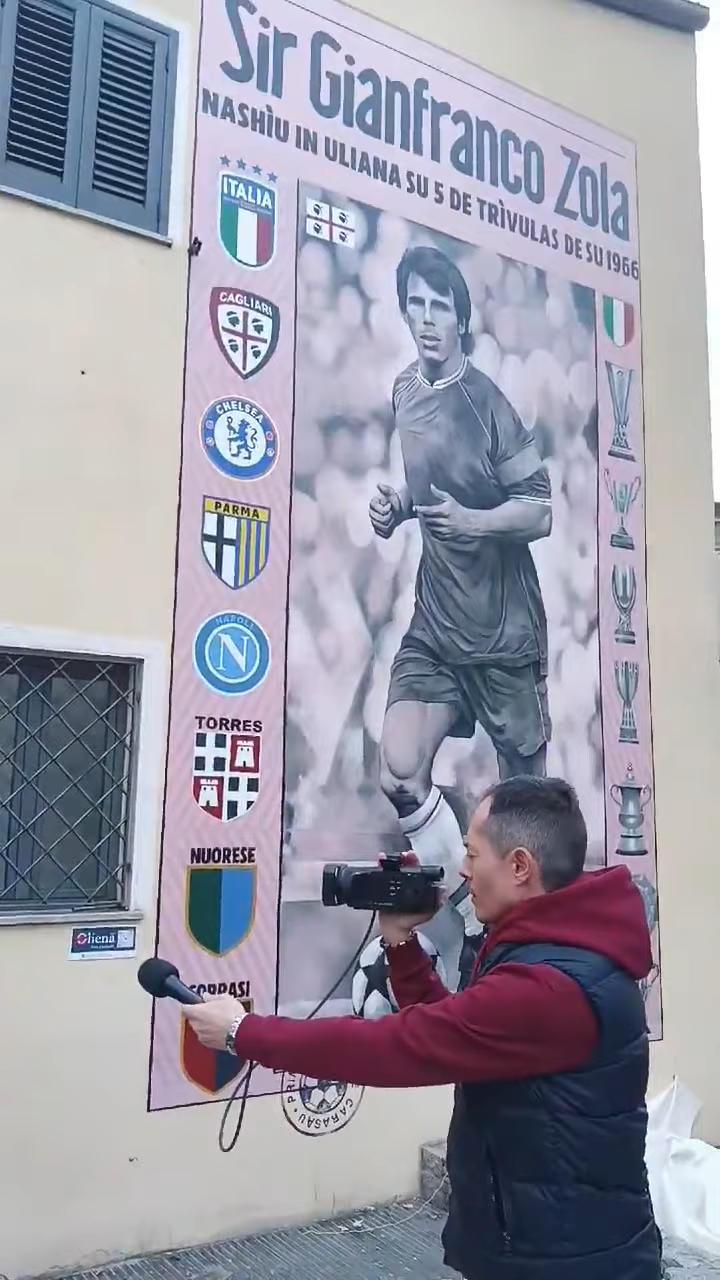 Sir Gianfranco Zola
NASHÌU IN ULIANA SU 5 DE TRÌVULAS DE SU 1966
ITALIA
CAGLIARI
CHELSEA
PARMA
NAPOLI
N
TORRES
NUORESE
CORRASI
Oliena
CARASAU